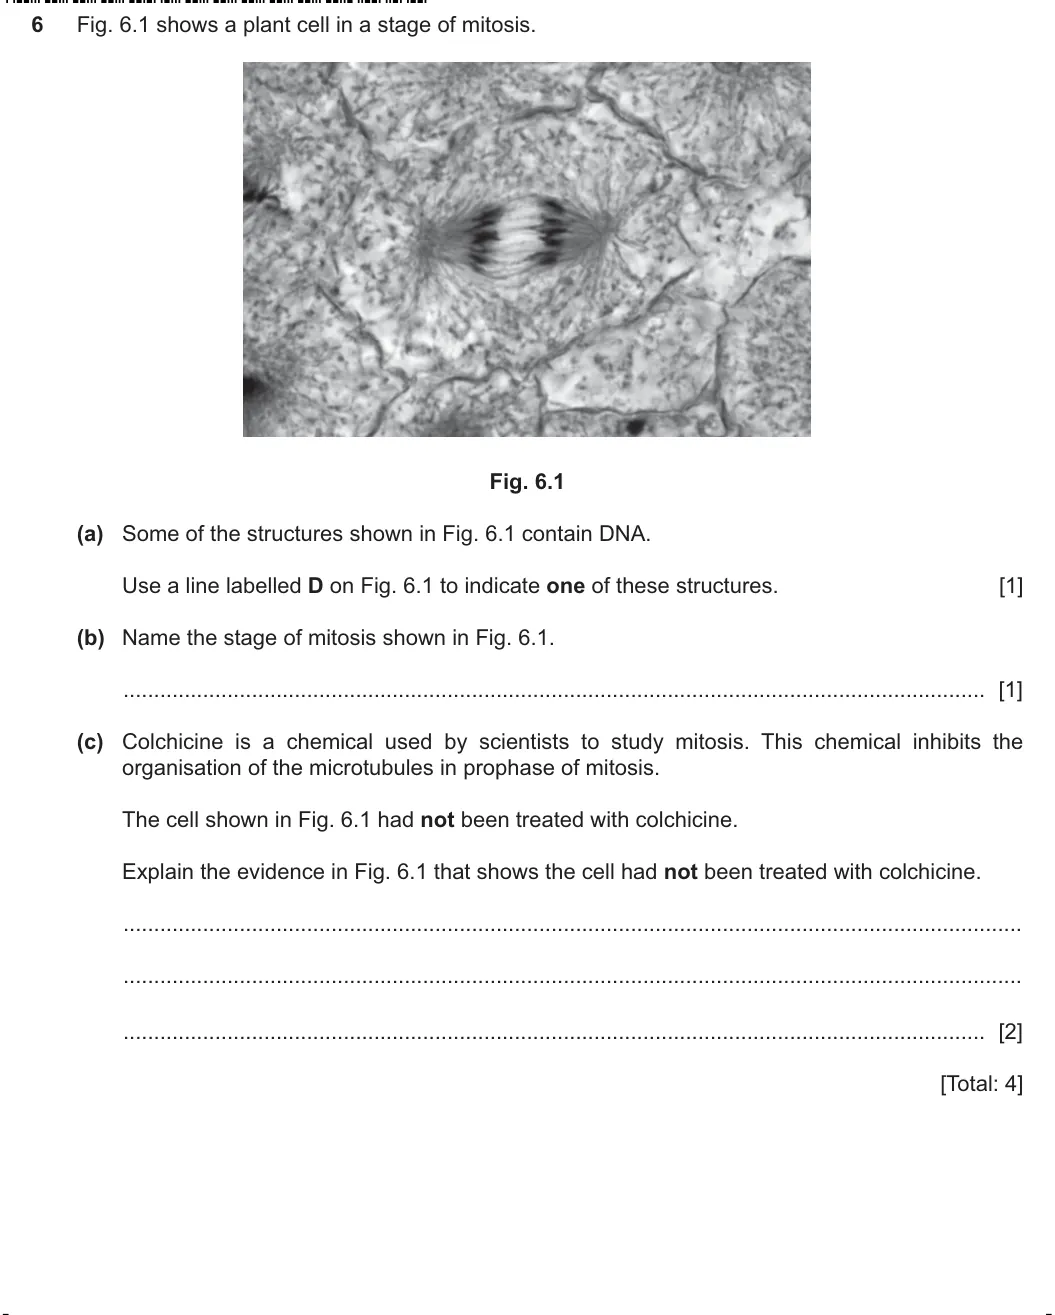 6 Fig. 6.1 shows a plant cell in a stage of mitosis.
Fig. 6.1
(a) Some of the structures shown in Fig. 6.1 contain DNA.
Use a line labelled D on Fig. 6.1 to indicate one of these structures. [1]
(b) Name the stage of mitosis shown in Fig. 6.1.
................................................................................................................................................ [1]
(c) Colchicine is a chemical used by scientists to study mitosis. This chemical inhibits the
organisation of the microtubules in prophase of mitosis.
The cell shown in Fig. 6.1 had not been treated with colchicine.
Explain the evidence in Fig. 6.1 that shows the cell had not been treated with colchicine.
......................................................................................................................................................
......................................................................................................................................................
................................................................................................................................................ [2]
[Total: 4]